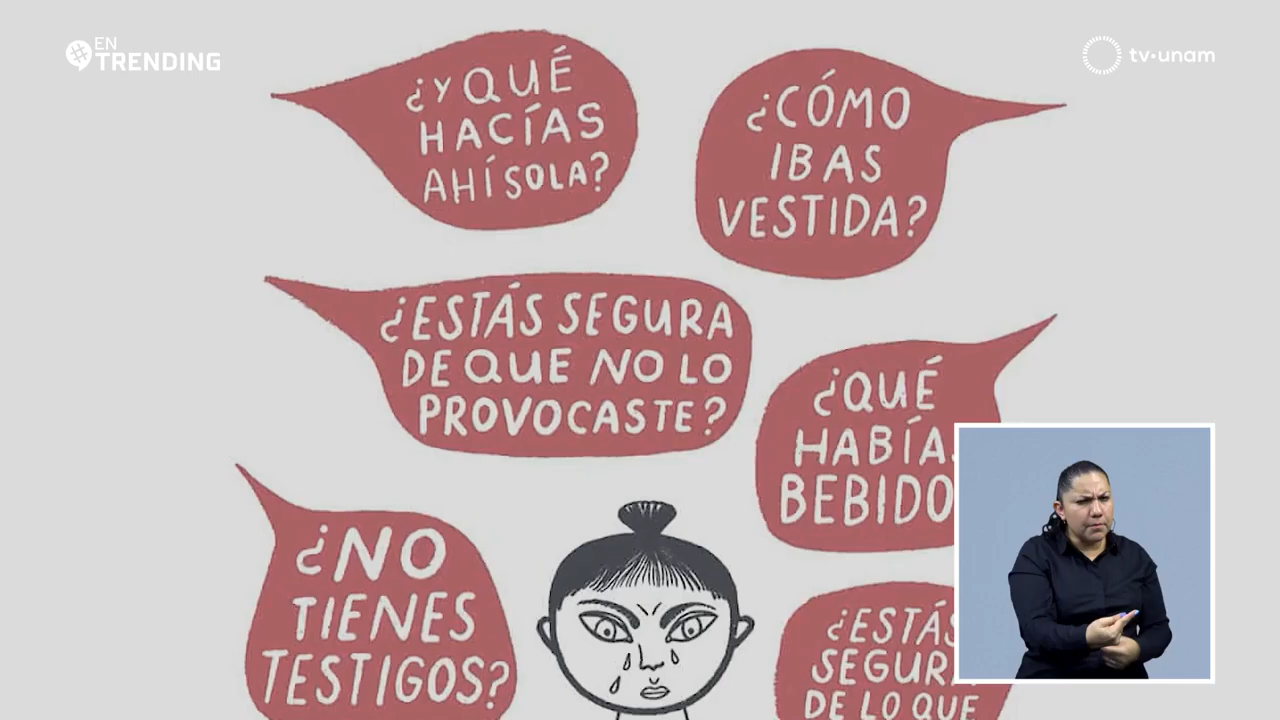 EN
TRENDING
tv·unam
¿Y QUÉ
HACÍAS
AHÍ SOLA?
¿CÓMO
IBAS
VESTIDA?
¿ESTÁS SEGURA
DE QUE NO LO
PROVOCASTE?
¿QUÉ
HABÍAS
BEBIDO
¿NO
TIENES
TESTIGOS?
¿ESTÁS
SEGURA
DE LO QUE